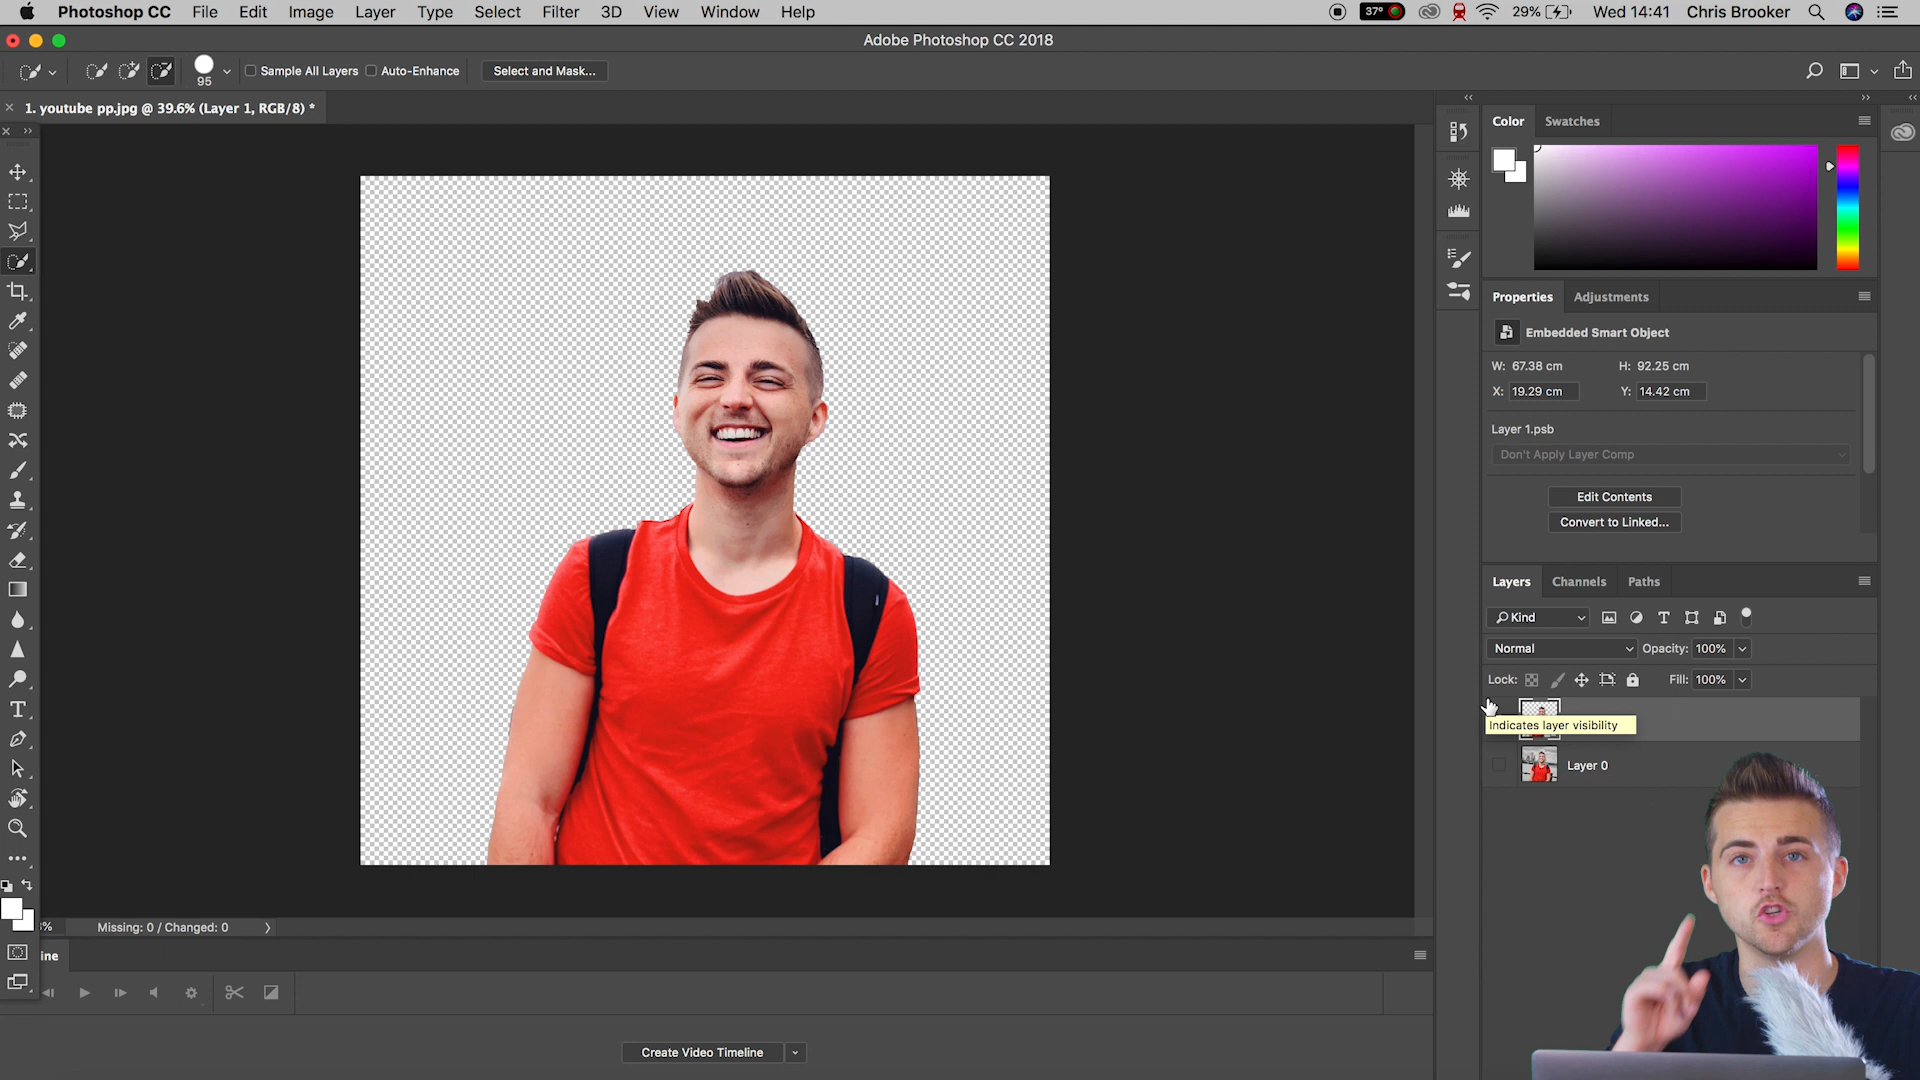 Photoshop CC File Edit Image Layer Type Select Filter 3D View Window Help 37° 29% Wed 14:41 Chris Brooker
Adobe Photoshop CC 2018
95 Sample All Layers Auto-Enhance Select and Mask...
1. youtube pp.jpg @ 39.6% (Layer 1, RGB/8) *
Color Swatches
Properties Adjustments
Embedded Smart Object
W: 67.38 cm H: 92.25 cm
X: 19.29 cm Y: 14.42 cm
Layer 1.psb
Don't Apply Layer Comp
Edit Contents
Convert to Linked...
Layers Channels Paths
Kind
Normal Opacity: 100%
Lock: Fill: 100%
Indicates layer visibility
Layer 0
% Missing: 0 / Changed: 0
ine
Create Video Timeline